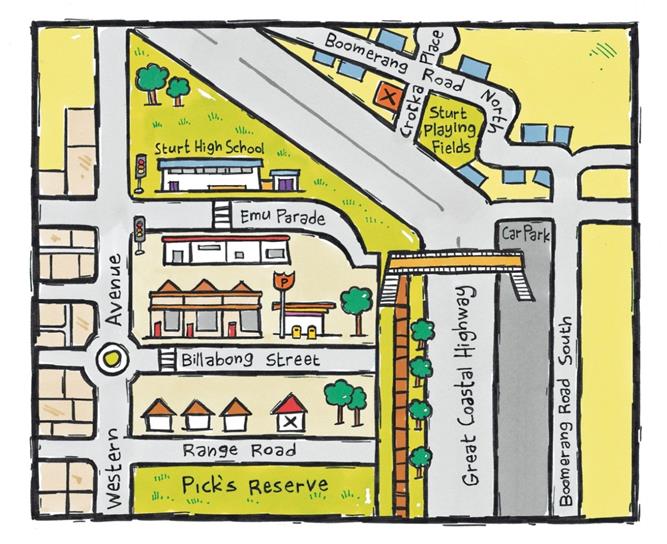 Boomerang
Road
North
Place
Crotka
Sturt
Playing
Fields
X
Sturt High School
Emu Parade
Car Park
P
Avenue
Billabong Street
Great Coastal Highway
Boomerang Road South
X
Range Road
Western
Pick's Reserve